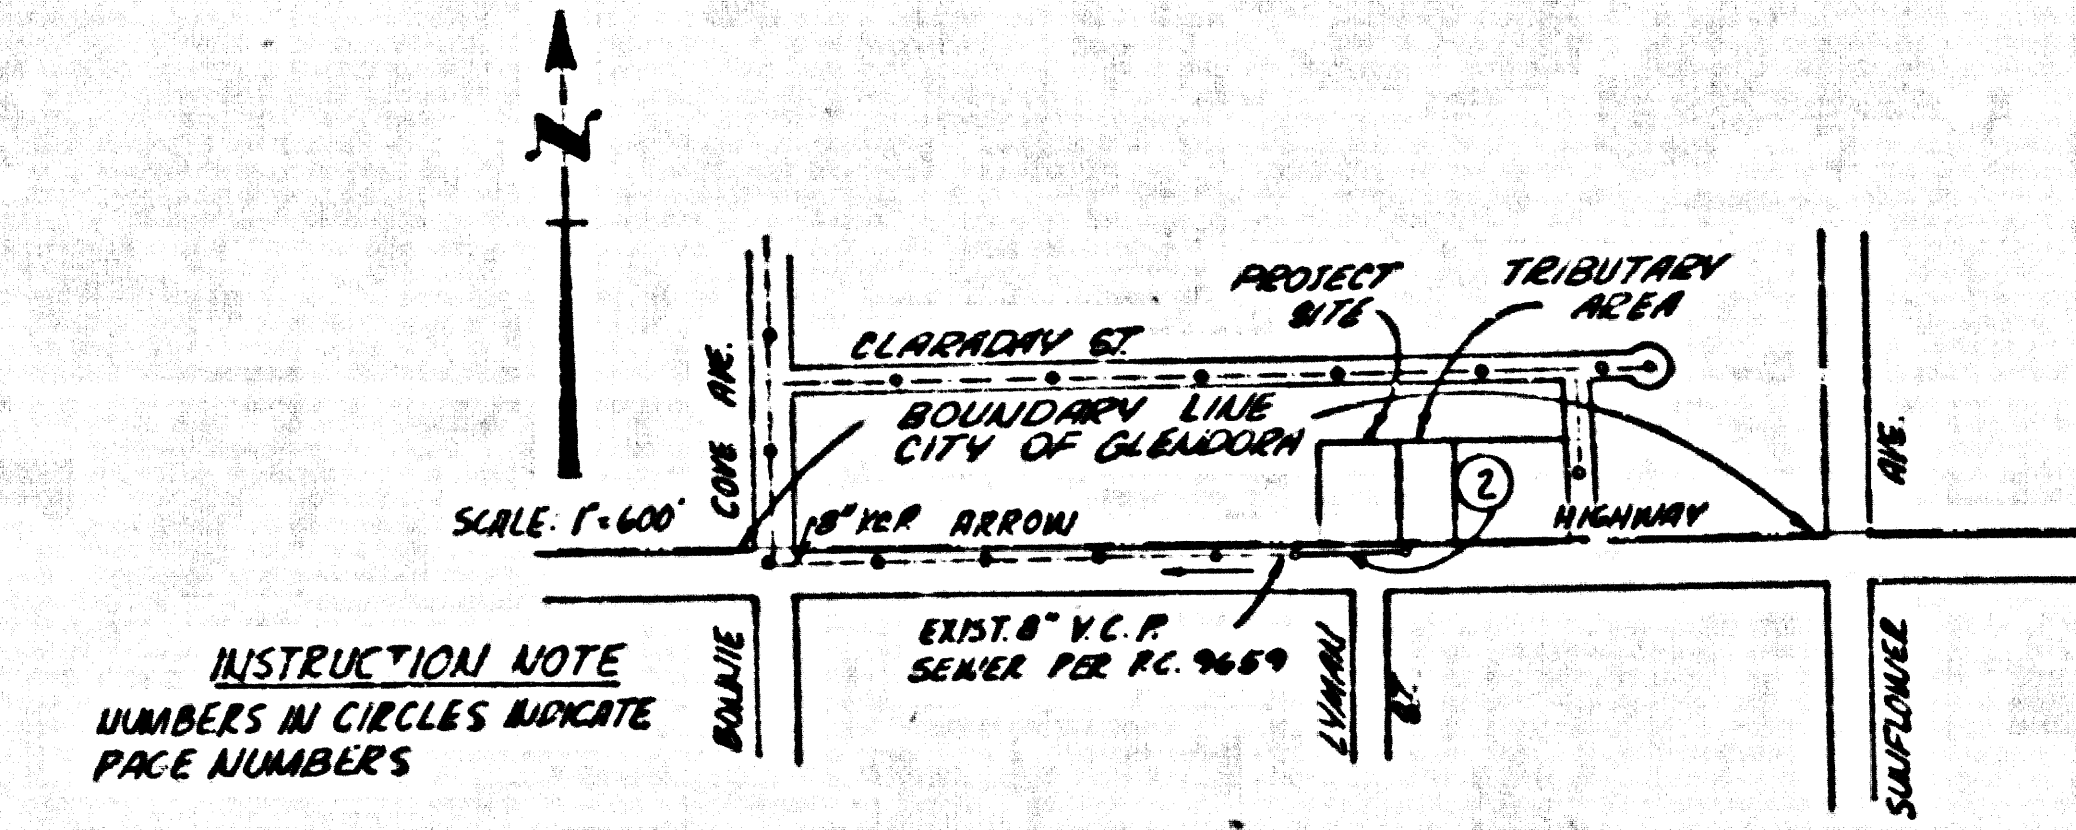 N
PROJECT
SITE
TRIBUTARY
AREA
CLARADAY ST.
COVE AVE.
BOUNDARY LINE
CITY OF GLENDORA
2
AVE.
SCALE: 1"=600'
8" V.C.P.
ARROW
HIGHWAY
EXIST. 8" V.C.P.
SEWER PER P.C. 9659
BONNIE
LYMAN
ST.
SUNFLOWER
INSTRUCTION NOTE
NUMBERS IN CIRCLES INDICATE
PAGE NUMBERS